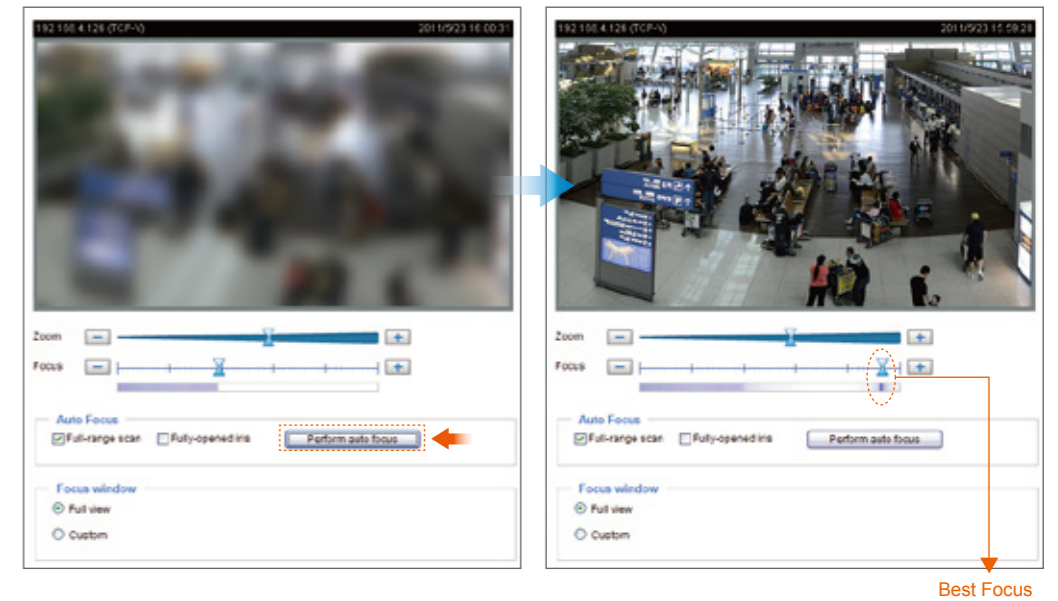 192.168.4.126 (TCP-V)
2011/5/23 16:00:31
Zoom
Focus
Auto Focus
Full-range scan
Fully-opened iris
Perform auto focus
Focus window
Full view
Custom
192.168.4.126 (TCP-V)
2011/5/23 15:59:28
Zoom
Focus
Auto Focus
Full-range scan
Fully-opened iris
Perform auto focus
Focus window
Full view
Custom
Best Focus